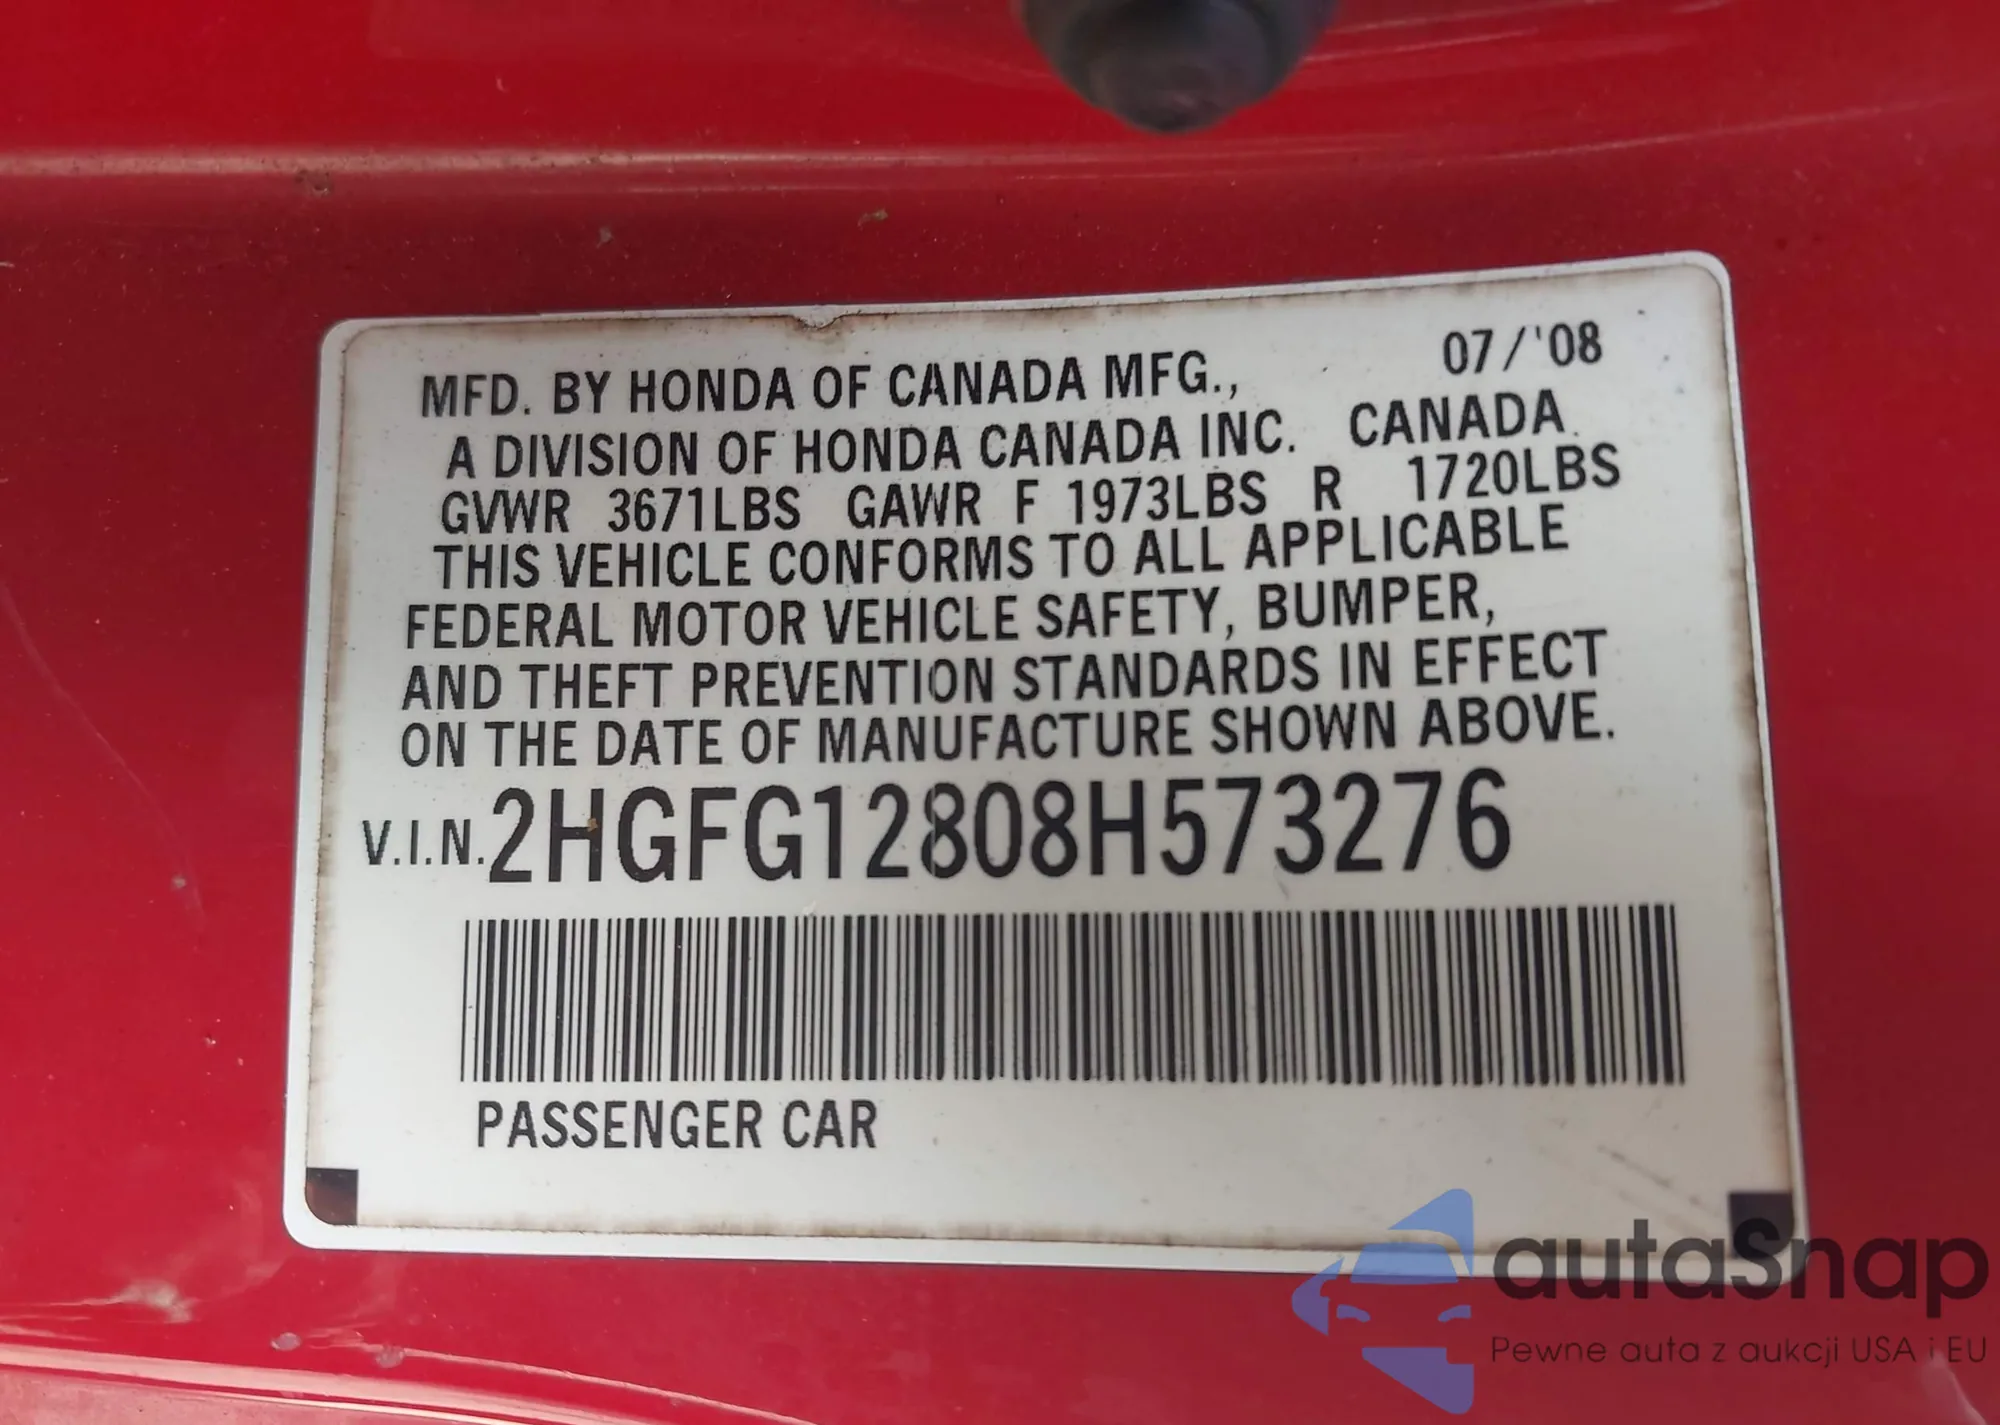 07/'08
MFD. BY HONDA OF CANADA MFG.,
A DIVISION OF HONDA CANADA INC. CANADA
GVWR 3671LBS GAWR F 1973LBS R 1720LBS
THIS VEHICLE CONFORMS TO ALL APPLICABLE
FEDERAL MOTOR VEHICLE SAFETY, BUMPER,
AND THEFT PREVENTION STANDARDS IN EFFECT
ON THE DATE OF MANUFACTURE SHOWN ABOVE.
V.I.N. 2HGFG12808H573276
PASSENGER CAR
autaSnap
Pewne auta z aukcji USA i EU